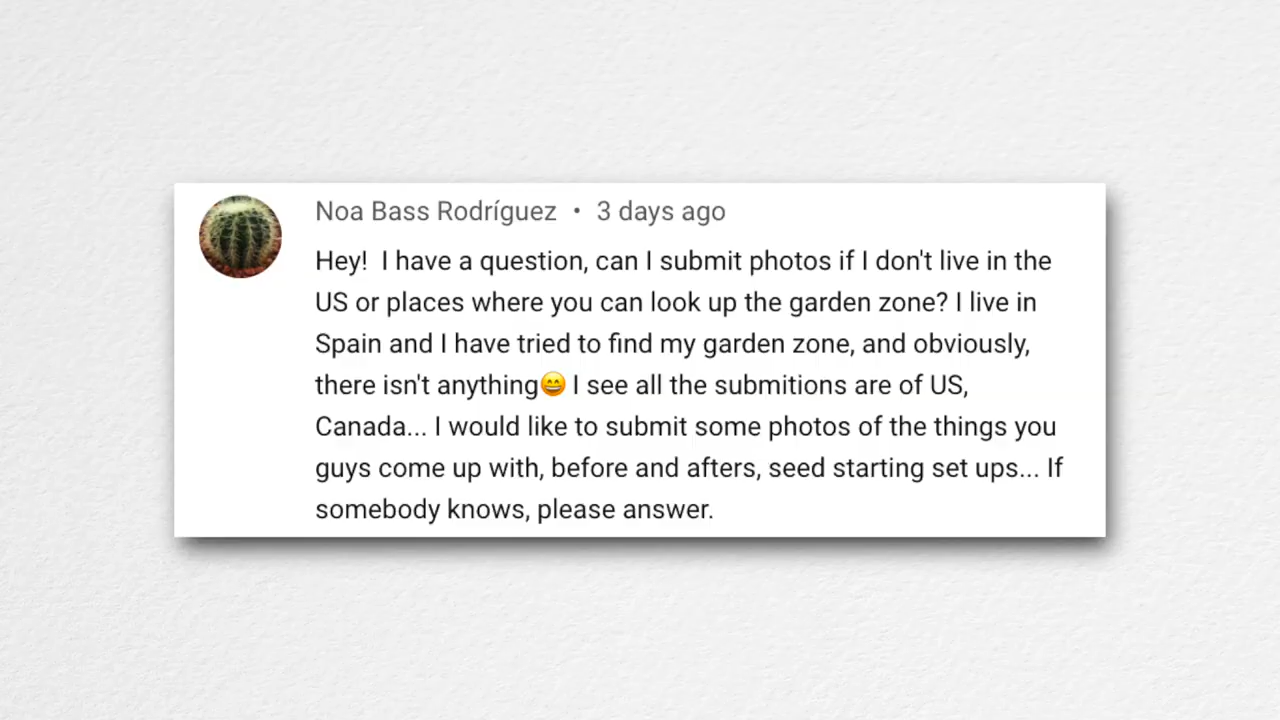 Noa Bass Rodríguez • 3 days ago
Hey!  I have a question, can I submit photos if I don't live in the
US or places where you can look up the garden zone? I live in
Spain and I have tried to find my garden zone, and obviously,
there isn't anything😄 I see all the submitions are of US,
Canada... I would like to submit some photos of the things you
guys come up with, before and afters, seed starting set ups... If
somebody knows, please answer.